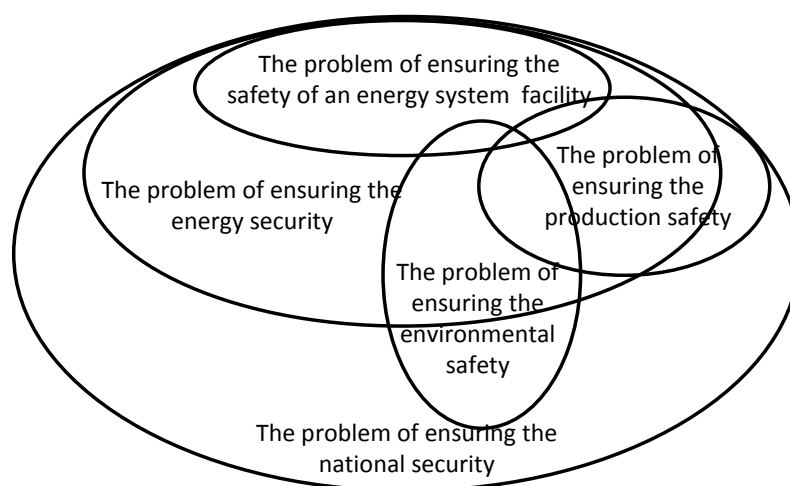 The problem of ensuring the
safety of an energy system facility
The problem of
ensuring the
production safety
The problem of ensuring the
energy security
The problem of
ensuring the
environmental
safety
The problem of ensuring the
national security